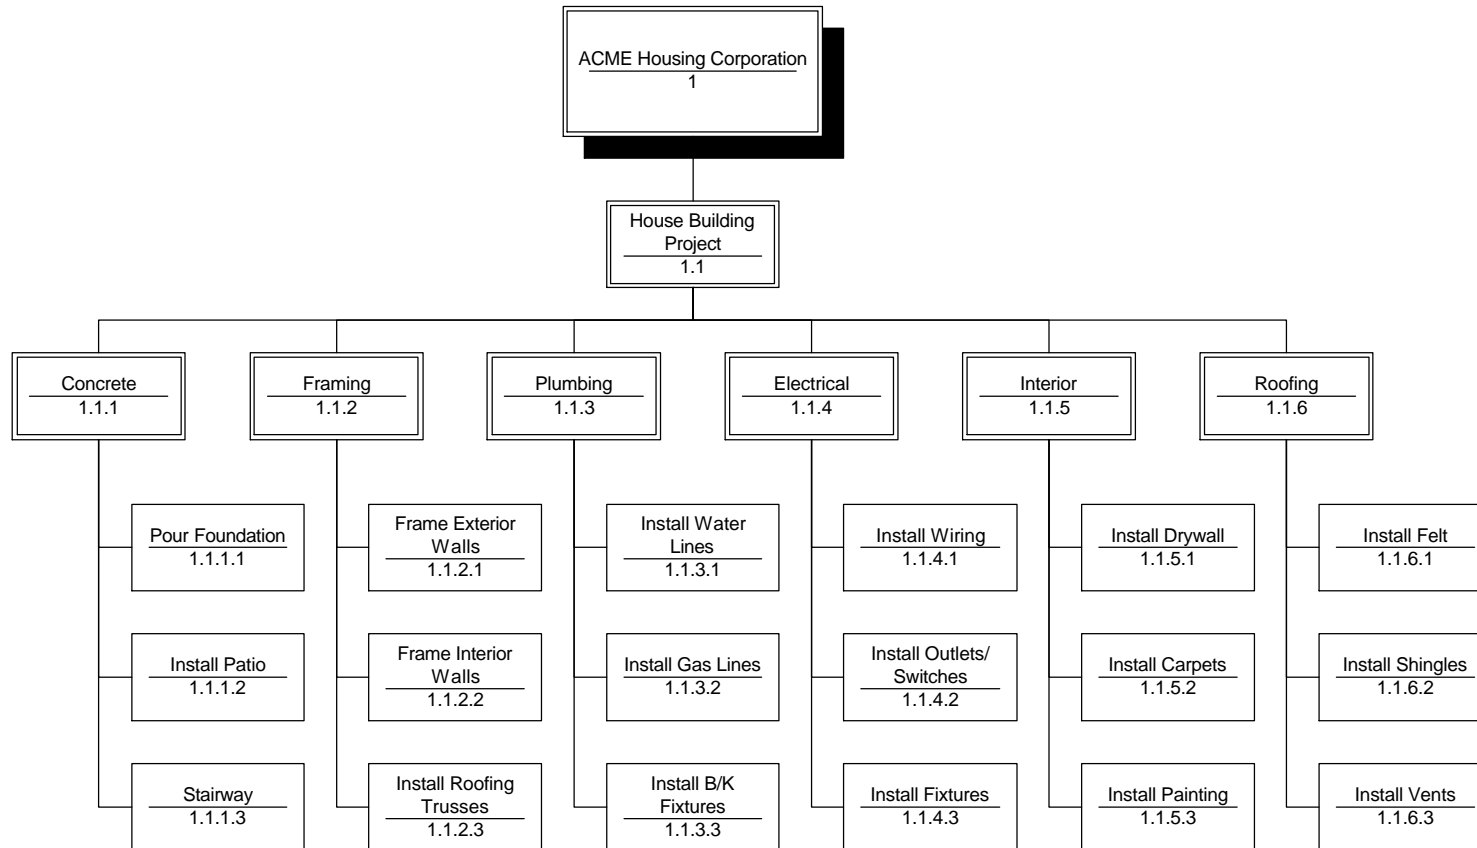 ACME Housing Corporation
1
House Building
Project
1.1
Concrete
1.1.1
Framing
1.1.2
Plumbing
1.1.3
Electrical
1.1.4
Interior
1.1.5
Roofing
1.1.6
Pour Foundation
1.1.1.1
Frame Exterior
Walls
1.1.2.1
Install Water
Lines
1.1.3.1
Install Wiring
1.1.4.1
Install Drywall
1.1.5.1
Install Felt
1.1.6.1
Install Patio
1.1.1.2
Frame Interior
Walls
1.1.2.2
Install Gas Lines
1.1.3.2
Install Outlets/
Switches
1.1.4.2
Install Carpets
1.1.5.2
Install Shingles
1.1.6.2
Stairway
1.1.1.3
Install Roofing
Trusses
1.1.2.3
Install B/K
Fixtures
1.1.3.3
Install Fixtures
1.1.4.3
Install Painting
1.1.5.3
Install Vents
1.1.6.3